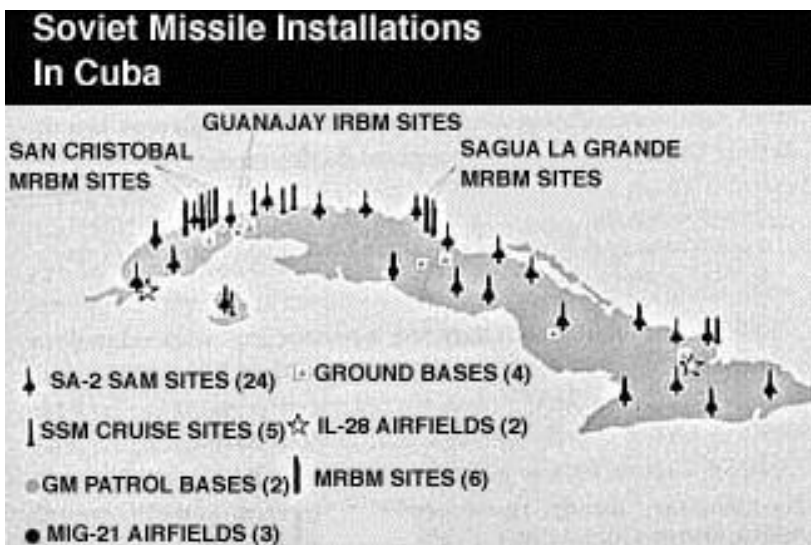 Soviet Missile Installations
In Cuba
GUANAJAY IRBM SITES
SAN CRISTOBAL
MRBM SITES
SAGUA LA GRANDE
MRBM SITES
SA-2 SAM SITES (24)
GROUND BASES (4)
SSM CRUISE SITES (5)
IL-28 AIRFIELDS (2)
GM PATROL BASES (2)
MRBM SITES (6)
MIG-21 AIRFIELDS (3)